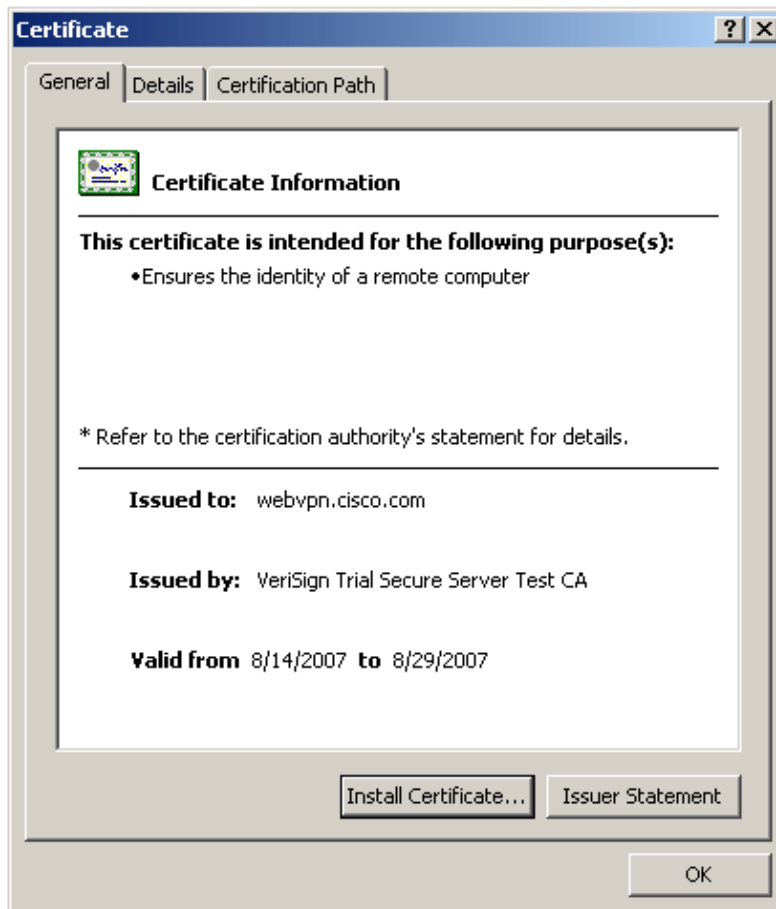 Certificate
General Details Certification Path
Certificate Information
This certificate is intended for the following purpose(s):
•Ensures the identity of a remote computer
* Refer to the certification authority's statement for details.
Issued to: webvpn.cisco.com
Issued by: VeriSign Trial Secure Server Test CA
Valid from 8/14/2007 to 8/29/2007
Install Certificate... Issuer Statement
OK